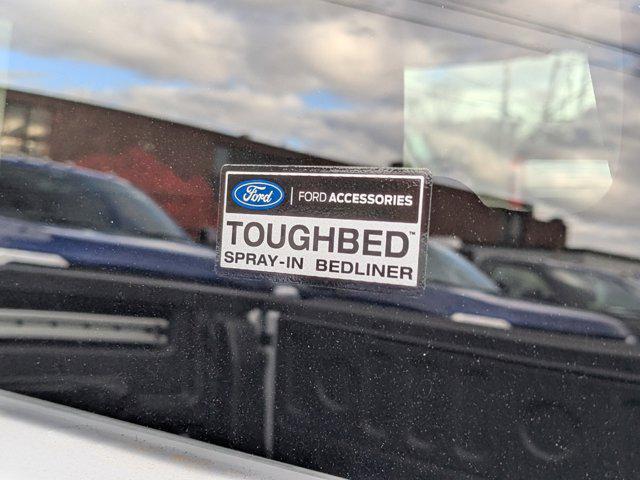 Ford | FORD ACCESSORIES
TOUGHBED™
SPRAY-IN BEDLINER